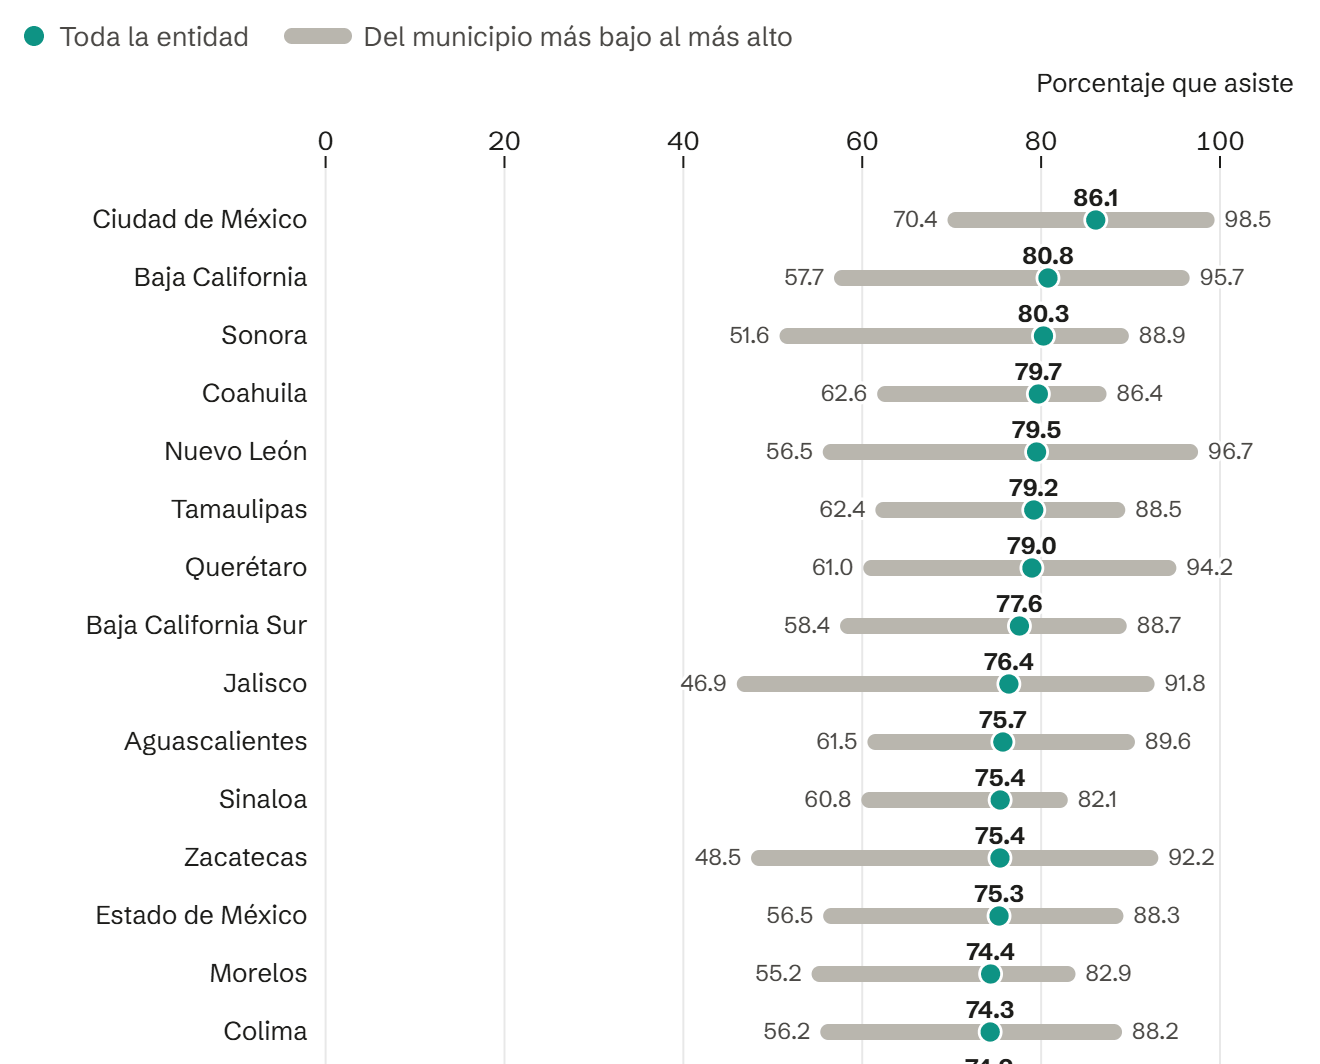 Toda la entidad Del municipio más bajo al más alto
Porcentaje que asiste
0 20 40 60 80 100
Ciudad de México 70.4 86.1 98.5
Baja California 57.7 80.8 95.7
Sonora 51.6 80.3 88.9
Coahuila 62.6 79.7 86.4
Nuevo León 56.5 79.5 96.7
Tamaulipas 62.4 79.2 88.5
Querétaro 61.0 79.0 94.2
Baja California Sur 58.4 77.6 88.7
Jalisco 46.9 76.4 91.8
Aguascalientes 61.5 75.7 89.6
Sinaloa 60.8 75.4 82.1
Zacatecas 48.5 75.4 92.2
Estado de México 56.5 75.3 88.3
Morelos 55.2 74.4 82.9
Colima 56.2 74.3 88.2